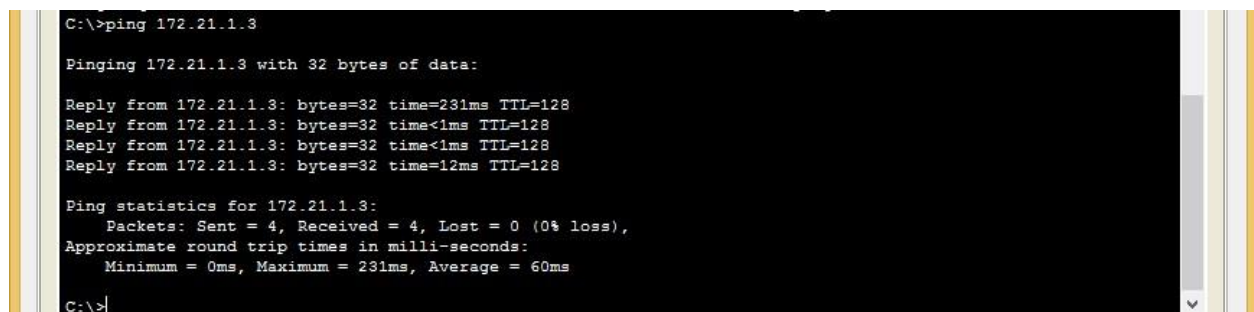 C:\>ping 172.21.1.3
Pinging 172.21.1.3 with 32 bytes of data:
Reply from 172.21.1.3: bytes=32 time=231ms TTL=128
Reply from 172.21.1.3: bytes=32 time<1ms TTL=128
Reply from 172.21.1.3: bytes=32 time<1ms TTL=128
Reply from 172.21.1.3: bytes=32 time=12ms TTL=128
Ping statistics for 172.21.1.3:
    Packets: Sent = 4, Received = 4, Lost = 0 (0% loss),
Approximate round trip times in milli-seconds:
    Minimum = 0ms, Maximum = 231ms, Average = 60ms
C:\>